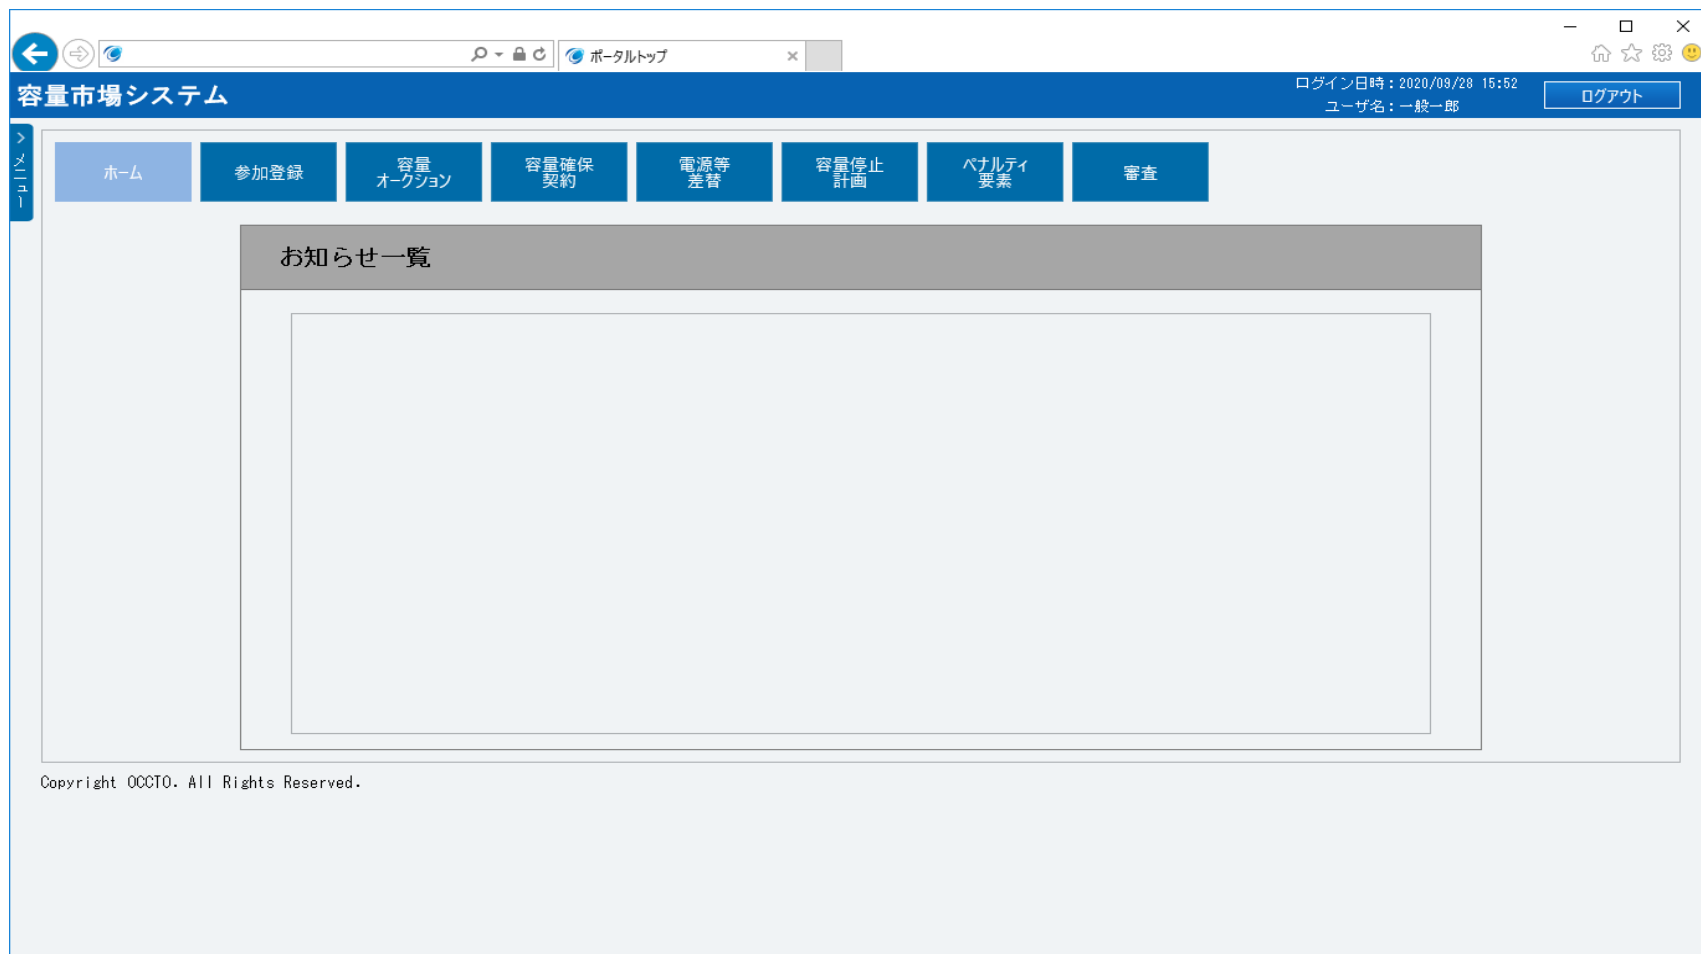 ポータルトップ
容量市場システム
ログイン日時：2020/09/28 15:52
ユーザ名：一般一郎
ログアウト
メニュー
ホーム
参加登録
容量
オークション
容量確保
契約
電源等
差替
容量停止
計画
ペナルティ
要素
審査
お知らせ一覧
Copyright OCCTO. All Rights Reserved.